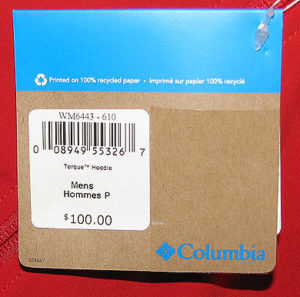 Printed on 100% recycled paper • Imprimé sur papier 100% recyclé
WM6443 - 610
0 08949 55326 7
Torque™ Hoodie
Mens
Hommes P
$100.00
Columbia